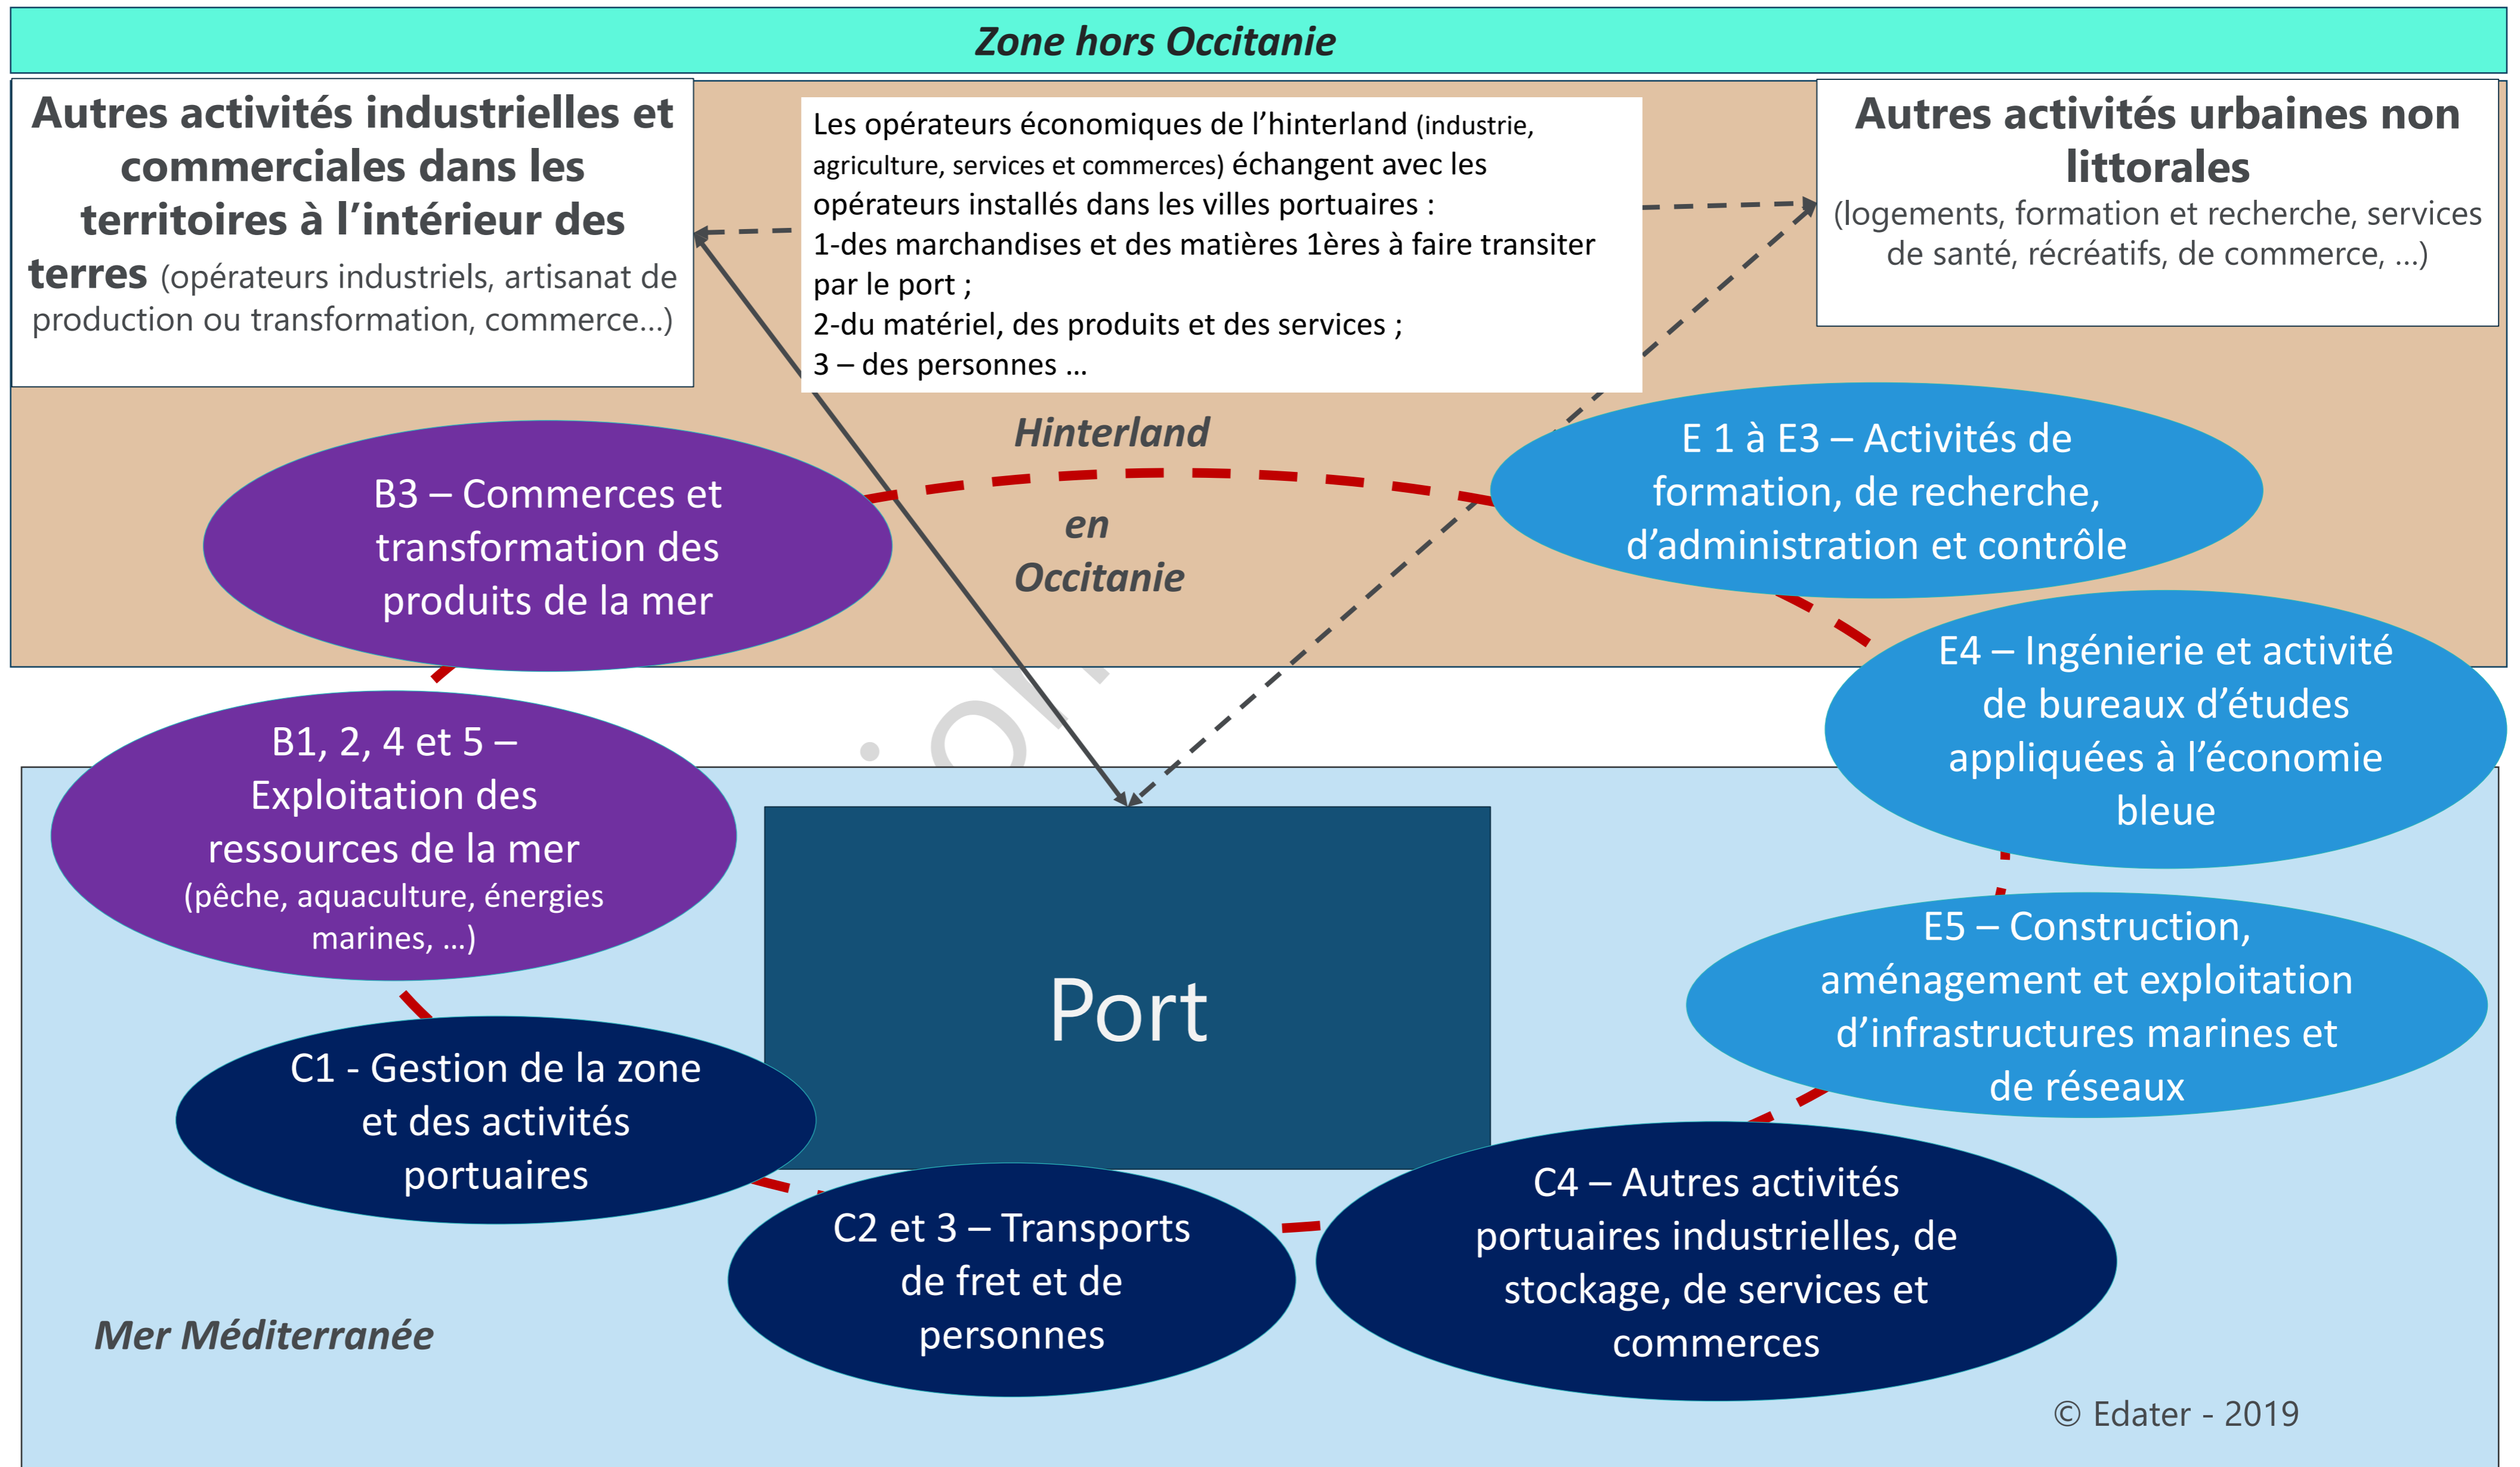 Zone hors Occitanie
Autres activités industrielles et
commerciales dans les
territoires à l’intérieur des
terres (opérateurs industriels, artisanat de
production ou transformation, commerce...)
Les opérateurs économiques de l’hinterland (industrie,
agriculture, services et commerces) échangent avec les
opérateurs installés dans les villes portuaires :
1-des marchandises et des matières 1ères à faire transiter
par le port ;
2-du matériel, des produits et des services ;
3 – des personnes ...
Autres activités urbaines non
littorales
(logements, formation et recherche, services
de santé, récréatifs, de commerce, ...)
Hinterland
en
Occitanie
B3 – Commerces et
transformation des
produits de la mer
E 1 à E3 – Activités de
formation, de recherche,
d’administration et contrôle
E4 – Ingénierie et activité
de bureaux d’études
appliquées à l’économie
bleue
B1, 2, 4 et 5 –
Exploitation des
ressources de la mer
(pêche, aquaculture, énergies
marines, ...)
Port
E5 – Construction,
aménagement et exploitation
d’infrastructures marines et
de réseaux
C1 - Gestion de la zone
et des activités
portuaires
C2 et 3 – Transports
de fret et de
personnes
C4 – Autres activités
portuaires industrielles, de
stockage, de services et
commerces
Mer Méditerranée
© Edater - 2019